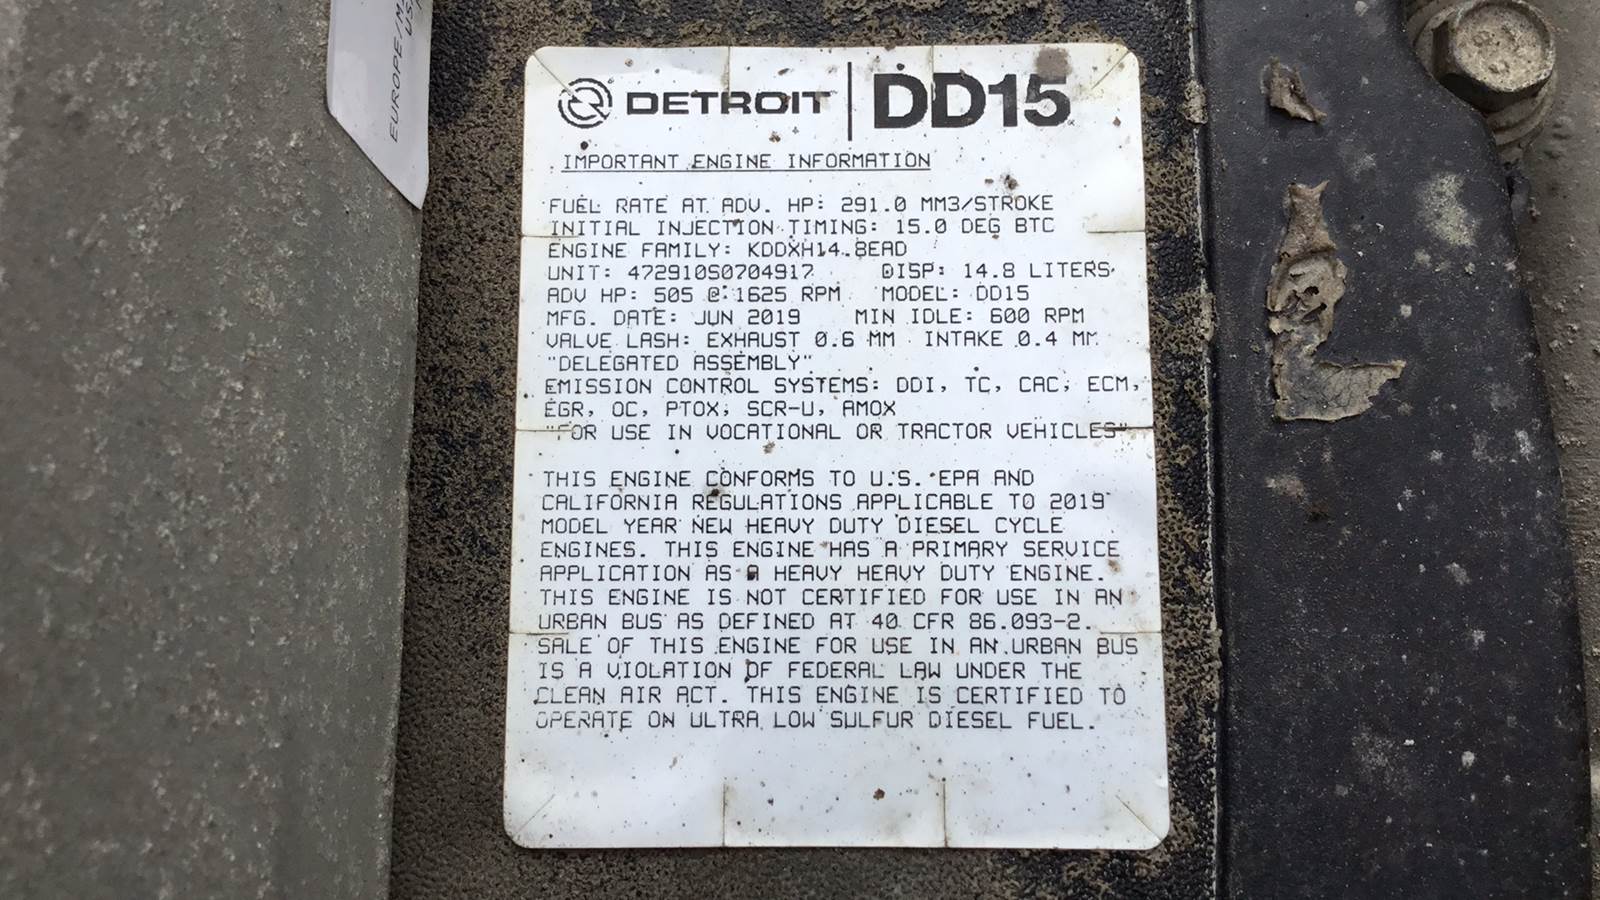 EUROPE/
DETROIT DD15
IMPORTANT ENGINE INFORMATION
FUEL RATE AT ADV. HP: 291.0 MM3/STROKE
INITIAL INJECTION TIMING: 15.0 DEG BTC
ENGINE FAMILY: KDDXH14.8EAD
UNIT: 472910S0704917 DISP: 14.8 LITERS
ADV HP: 505 @ 1625 RPM MODEL: DD15
MFG. DATE: JUN 2019 MIN IDLE: 600 RPM
VALVE LASH: EXHAUST 0.6 MM INTAKE 0.4 MM
"DELEGATED ASSEMBLY"
EMISSION CONTROL SYSTEMS: DDI, TC, CAC, ECM,
EGR, OC, PTOX, SCR-U, AMOX
"FOR USE IN VOCATIONAL OR TRACTOR VEHICLES"
THIS ENGINE CONFORMS TO U.S. EPA AND
CALIFORNIA REGULATIONS APPLICABLE TO 2019
MODEL YEAR NEW HEAVY DUTY DIESEL CYCLE
ENGINES. THIS ENGINE HAS A PRIMARY SERVICE
APPLICATION AS A HEAVY HEAVY DUTY ENGINE.
THIS ENGINE IS NOT CERTIFIED FOR USE IN AN
URBAN BUS AS DEFINED AT 40 CFR 86.093-2.
SALE OF THIS ENGINE FOR USE IN AN URBAN BUS
IS A VIOLATION OF FEDERAL LAW UNDER THE
CLEAN AIR ACT. THIS ENGINE IS CERTIFIED TO
OPERATE ON ULTRA LOW SULFUR DIESEL FUEL.